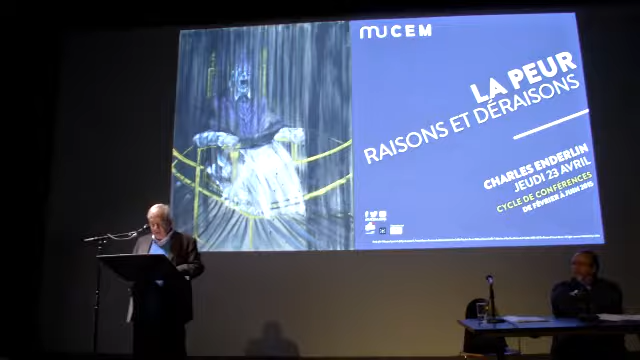 MUCEM
LA PEUR
RAISONS ET DÉRAISONS
CHARLES ENDERLIN
JEUDI 23 AVRIL
CYCLE DE CONFÉRENCES
DE FÉVRIER À JUIN 2015